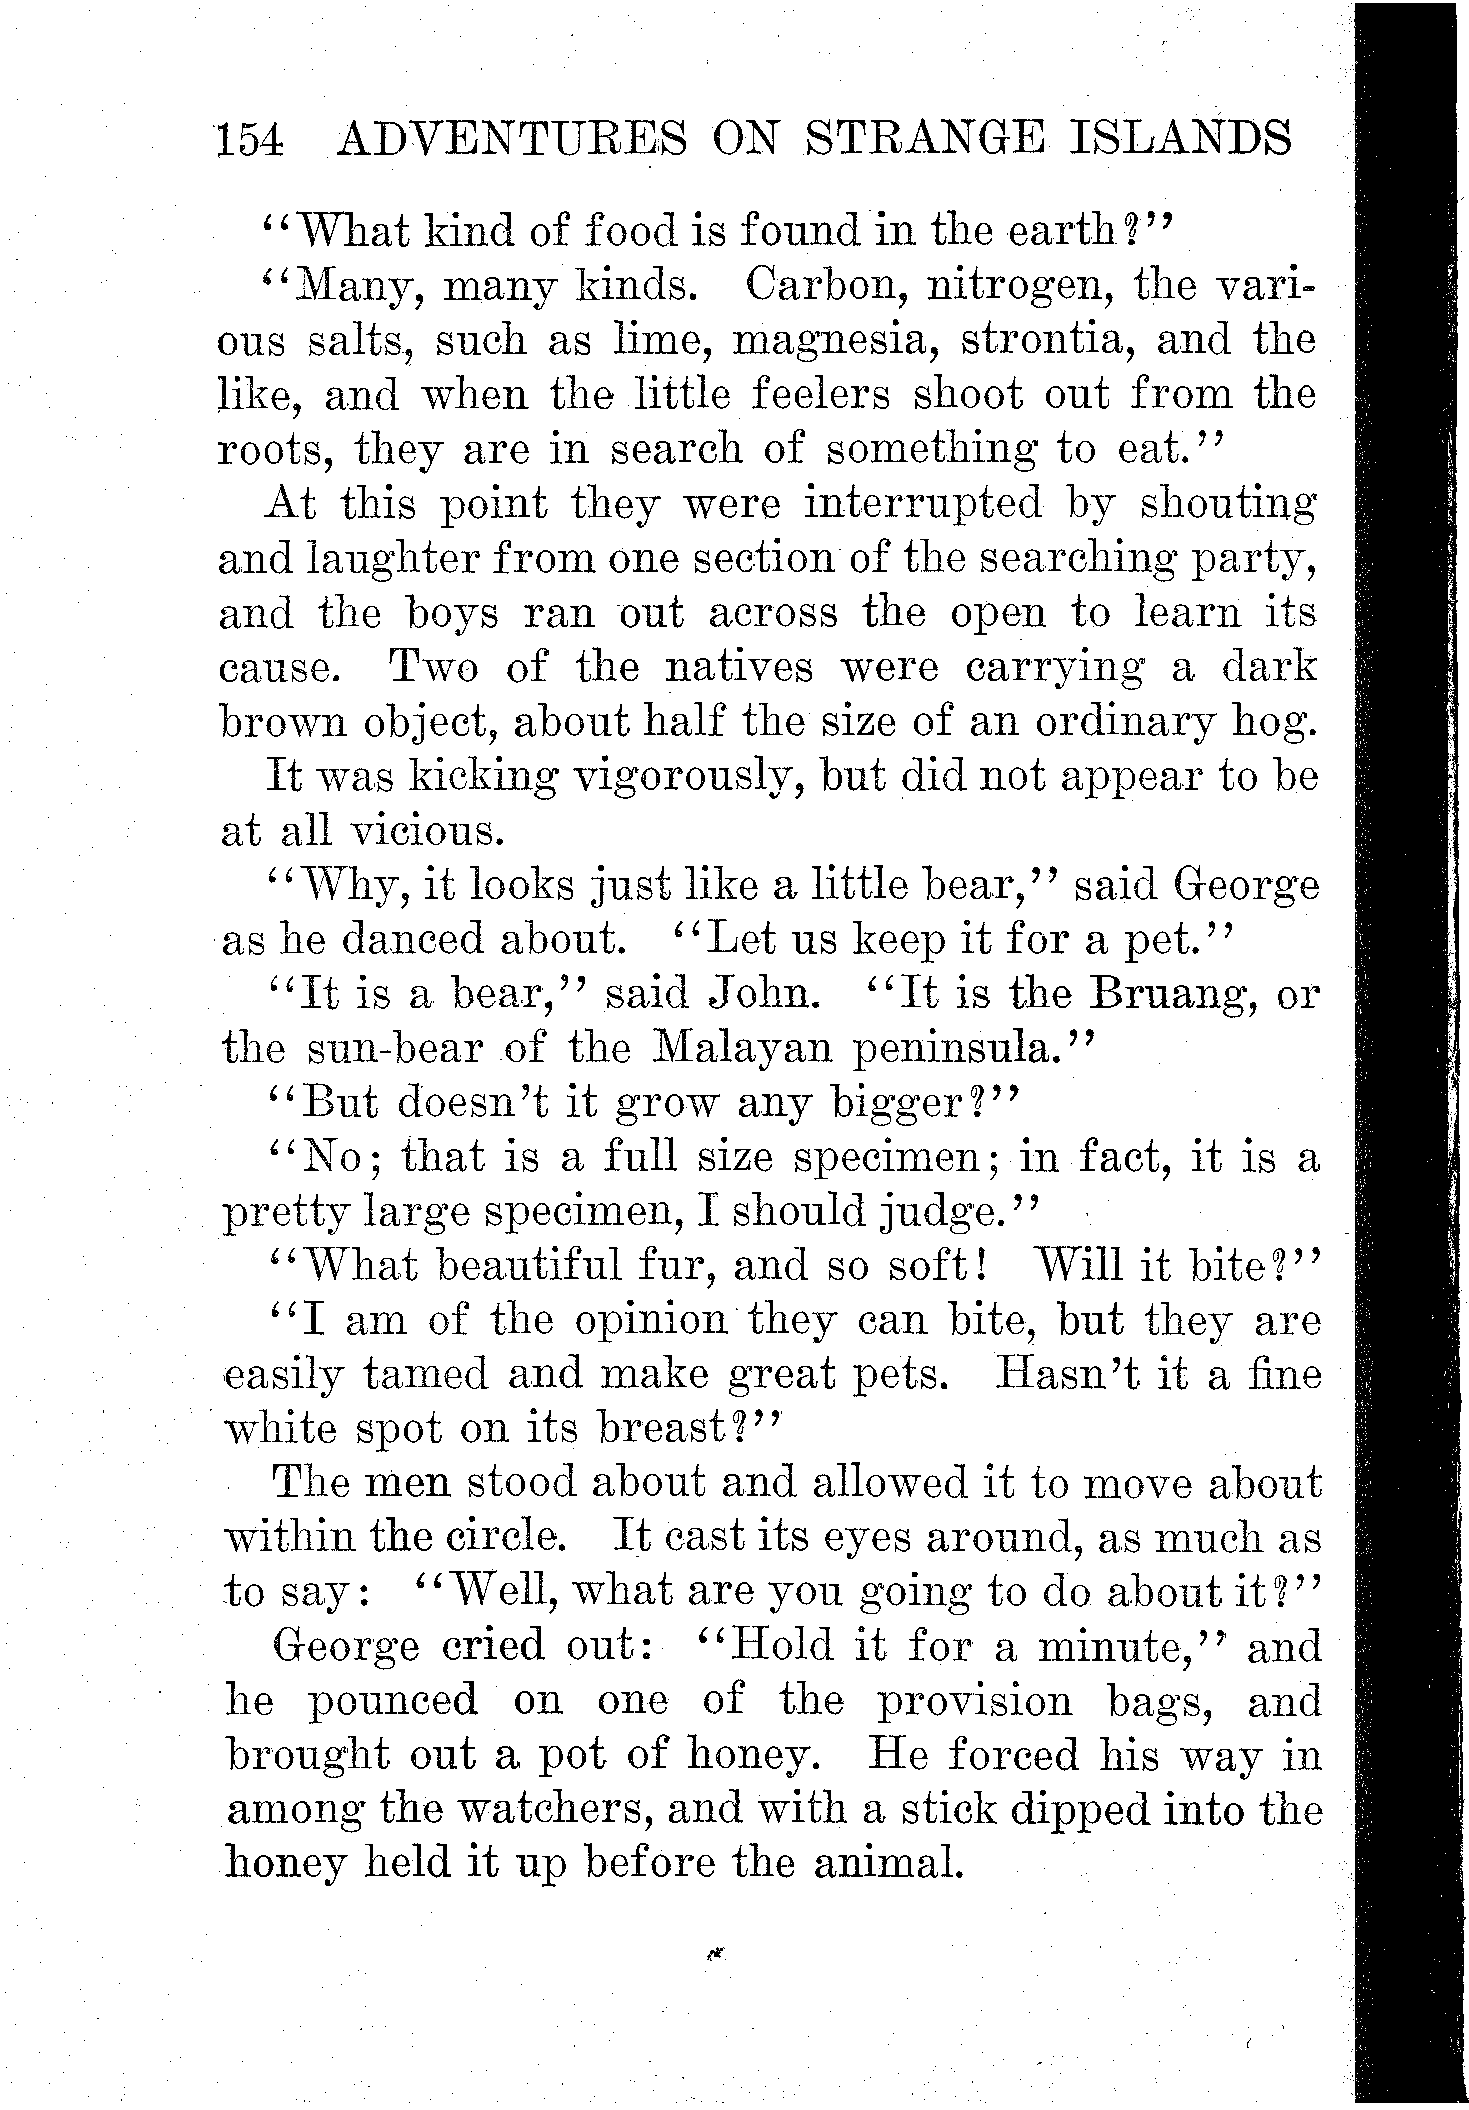 154 ADVENTURES ON STRANGE ISLANDS
"What kind of food is found in the earth?"
"Many, many kinds. Carbon, nitrogen, the vari-
ous salts, such as lime, magnesia, strontia, and the
like, and when the little feelers shoot out from the
roots, they are in search of something to eat."
At this point they were interrupted by shouting
and laughter from one section of the searching party,
and the boys ran out across the open to learn its
cause. Two of the natives were carrying a dark
brown object, about half the size of an ordinary hog.
It was kicking vigorously, but did not appear to be
at all vicious.
"Why, it looks just like a little bear," said George
as he danced about. "Let us keep it for a pet."
"It is a bear," said John. "It is the Bruang, or
the sun-bear of the Malayan peninsula."
"But doesn't it grow any bigger?"
"No; that is a full size specimen; in fact, it is a
pretty large specimen, I should judge."
"What beautiful fur, and so soft! Will it bite?"
"I am of the opinion they can bite, but they are
easily tamed and make great pets. Hasn't it a fine
white spot on its breast?"
The men stood about and allowed it to move about
within the circle. It cast its eyes around, as much as
to say: "Well, what are you going to do about it?"
George cried out: "Hold it for a minute," and
he pounced on one of the provision bags, and
brought out a pot of honey. He forced his way in
among the watchers, and with a stick dipped into the
honey held it up before the animal.